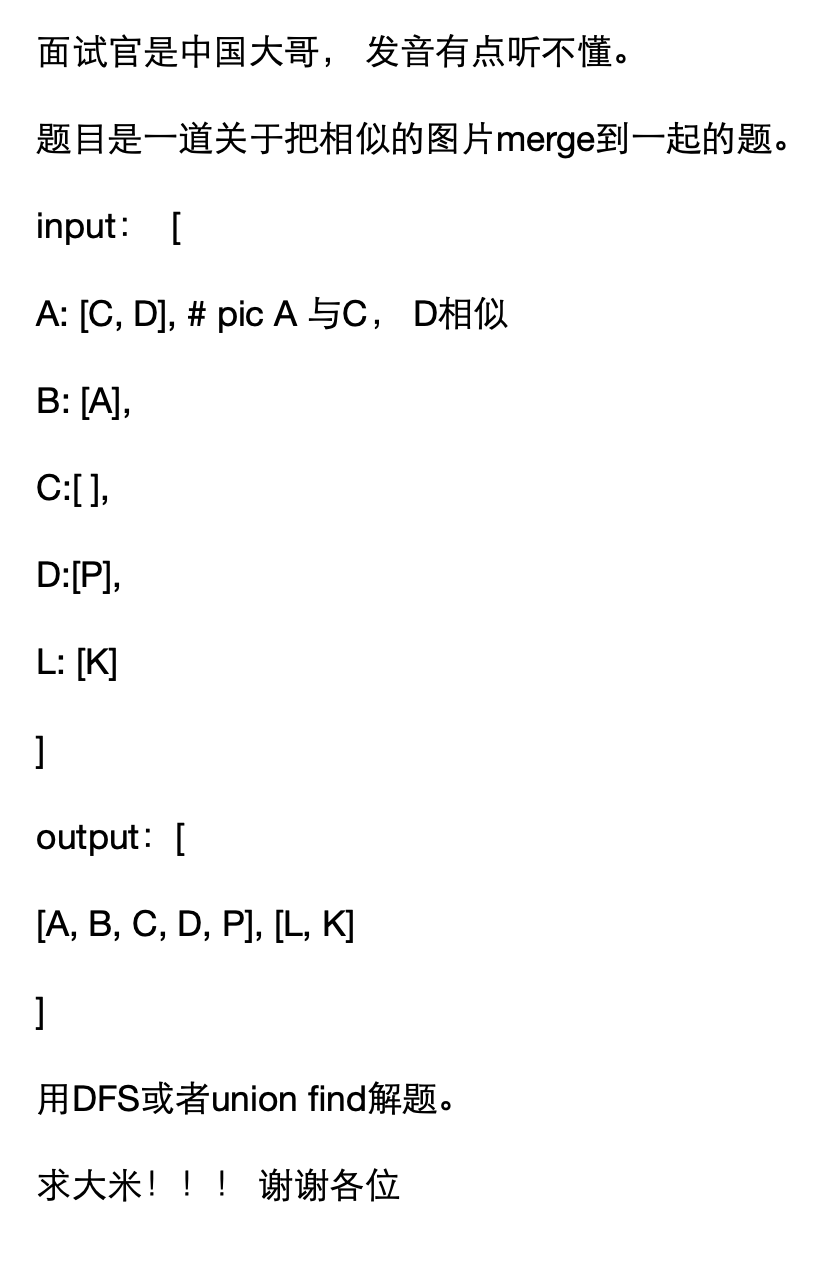 面试官是中国大哥， 发音有点听不懂。
题目是一道关于把相似的图片merge到一起的题。
input： [
A: [C, D], # pic A 与C， D相似
B: [A],
C:[ ],
D:[P],
L: [K]
]
output：[
[A, B, C, D, P], [L, K]
]
用DFS或者union find解题。
求大米！！！ 谢谢各位